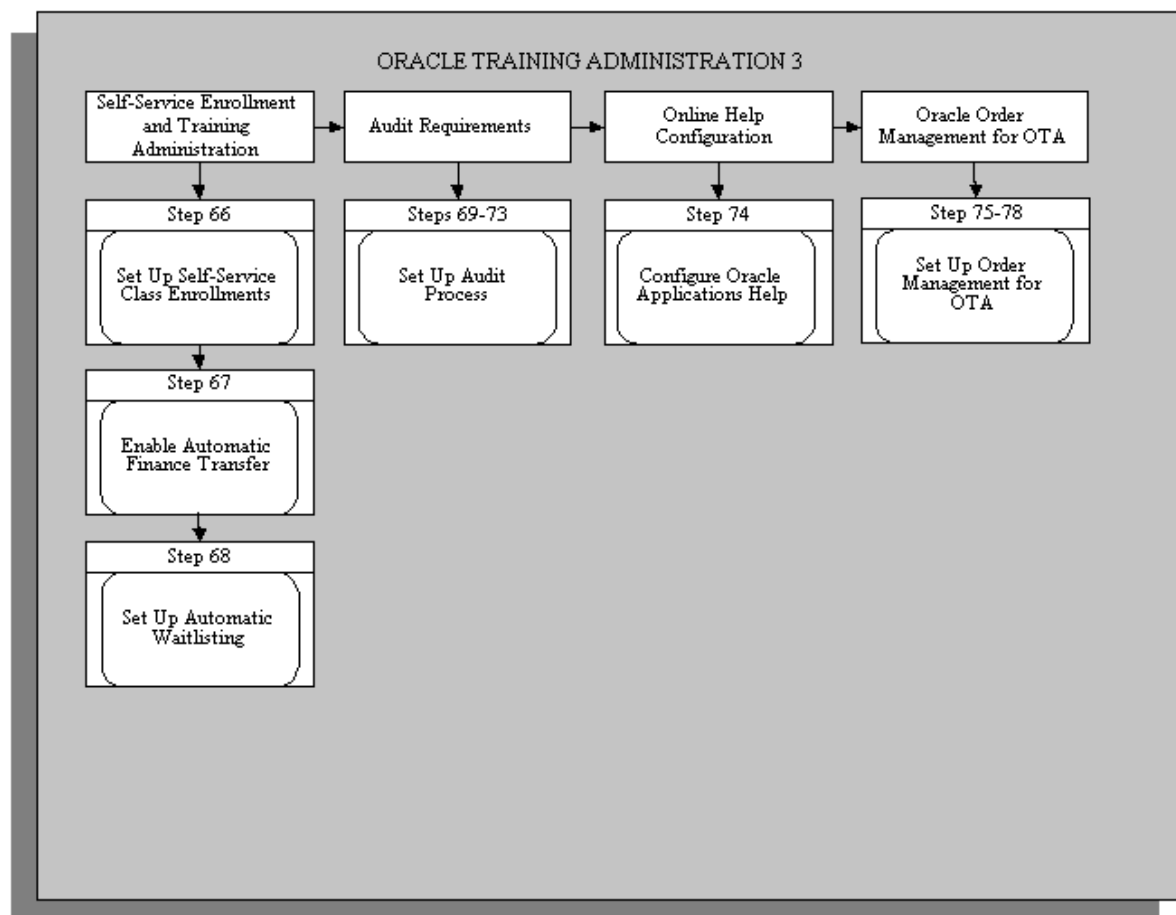 ORACLE TRAINING ADMINISTRATION 3
Self-Service Enrollment
and Training
Administration
Audit Requirements
Online Help
Configuration
Oracle Order
Management for OTA
Step 66
Set Up Self-Service
Class Enrollments
Steps 69-73
Set Up Audit
Process
Step 74
Configure Oracle
Applications Help
Step 75-78
Set Up Order
Management for
OTA
Step 67
Enable Automatic
Finance Transfer
Step 68
Set Up Automatic
Waitlisting